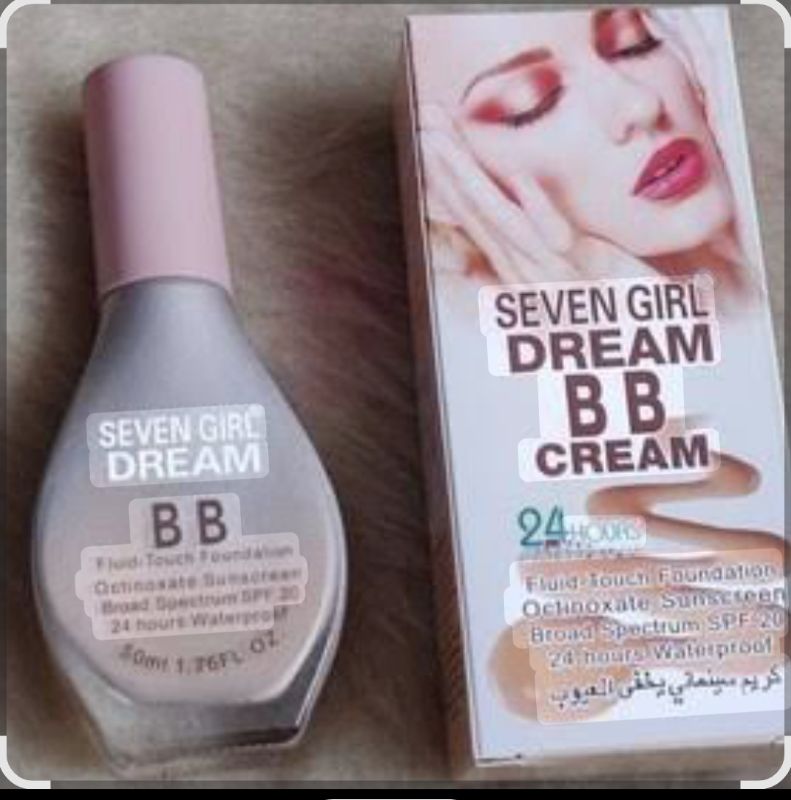 SEVEN GIRL®
DREAM
BB
Fluid-Touch Foundation
Octinoxate Sunscreen
Broad Spectrum SPF 20
24 hours Waterproof
50ml 1.76FL OZ
SEVEN GIRL
DREAM
BB
CREAM
24 HOURS
Fluid-Touch Foundation
Octinoxate Sunscreen
Broad Spectrum SPF 20
24 hours Waterproof
كريم سينمائي يخفي العيوب